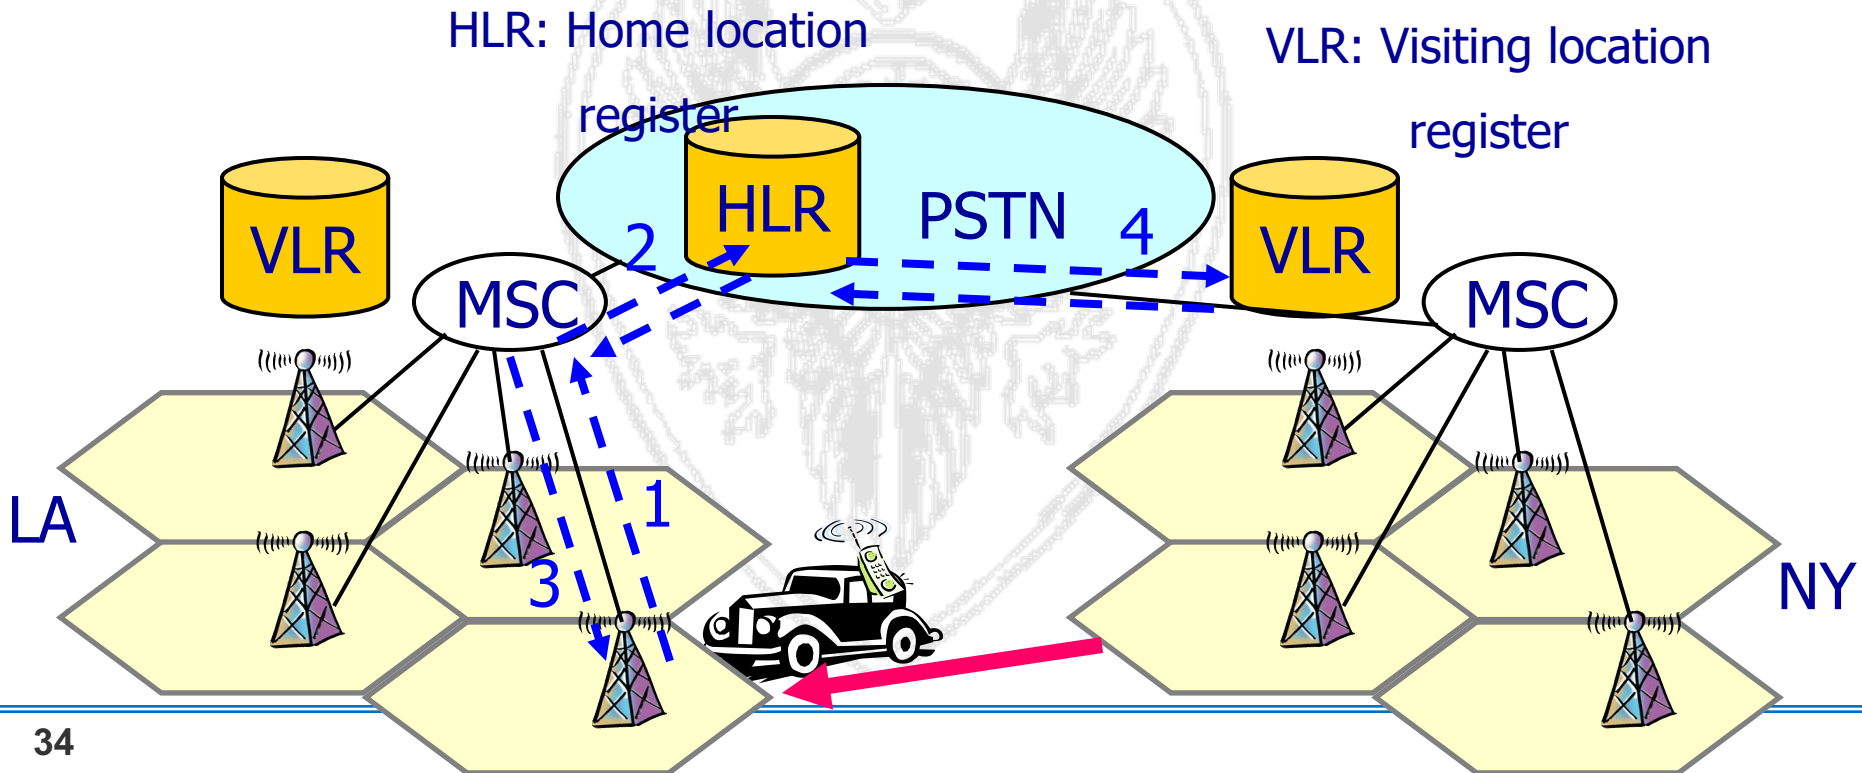 HLR: Home location
register
VLR: Visiting location
register
VLR
HLR
PSTN
VLR
MSC
MSC
2
4
1
3
LA
NY
34